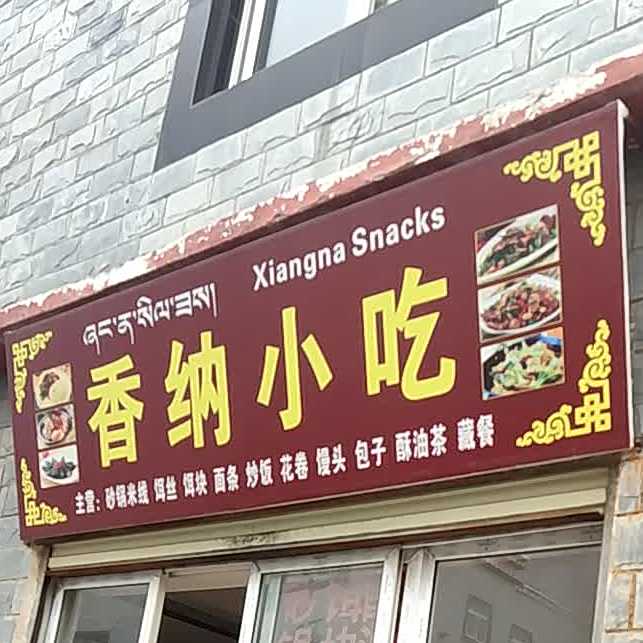 ཞང་ན་སིལ་ཟས།
Xiangna Snacks
香纳小吃
主营：砂锅米线 饵丝 饵块 面条 炒饭 花卷 馒头 包子 酥油茶 藏餐